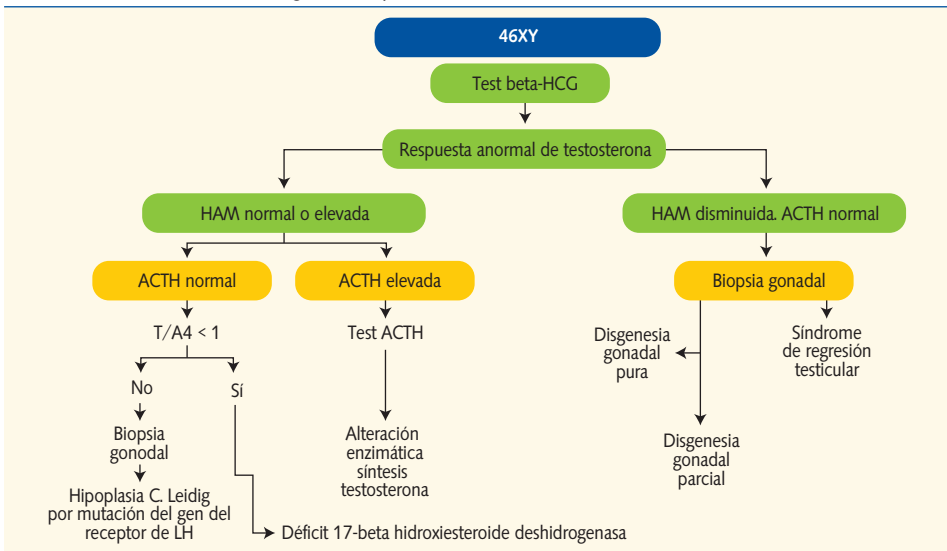 46XY
Test beta-HCG
Respuesta anormal de testosterona
HAM normal o elevada
HAM disminuida. ACTH normal
ACTH normal
ACTH elevada
Biopsia gonadal
T/A4 < 1
Test ACTH
Disgenesia
gonadal
pura
Síndrome
de regresión
testicular
No
Sí
Biopsia
gonodal
Alteración
enzimática
síntesis
testosterona
Disgenesia
gonadal
parcial
Hipoplasia C. Leidig
por mutación del gen del
receptor de LH
Déficit 17-beta hidroxiesteroide deshidrogenasa